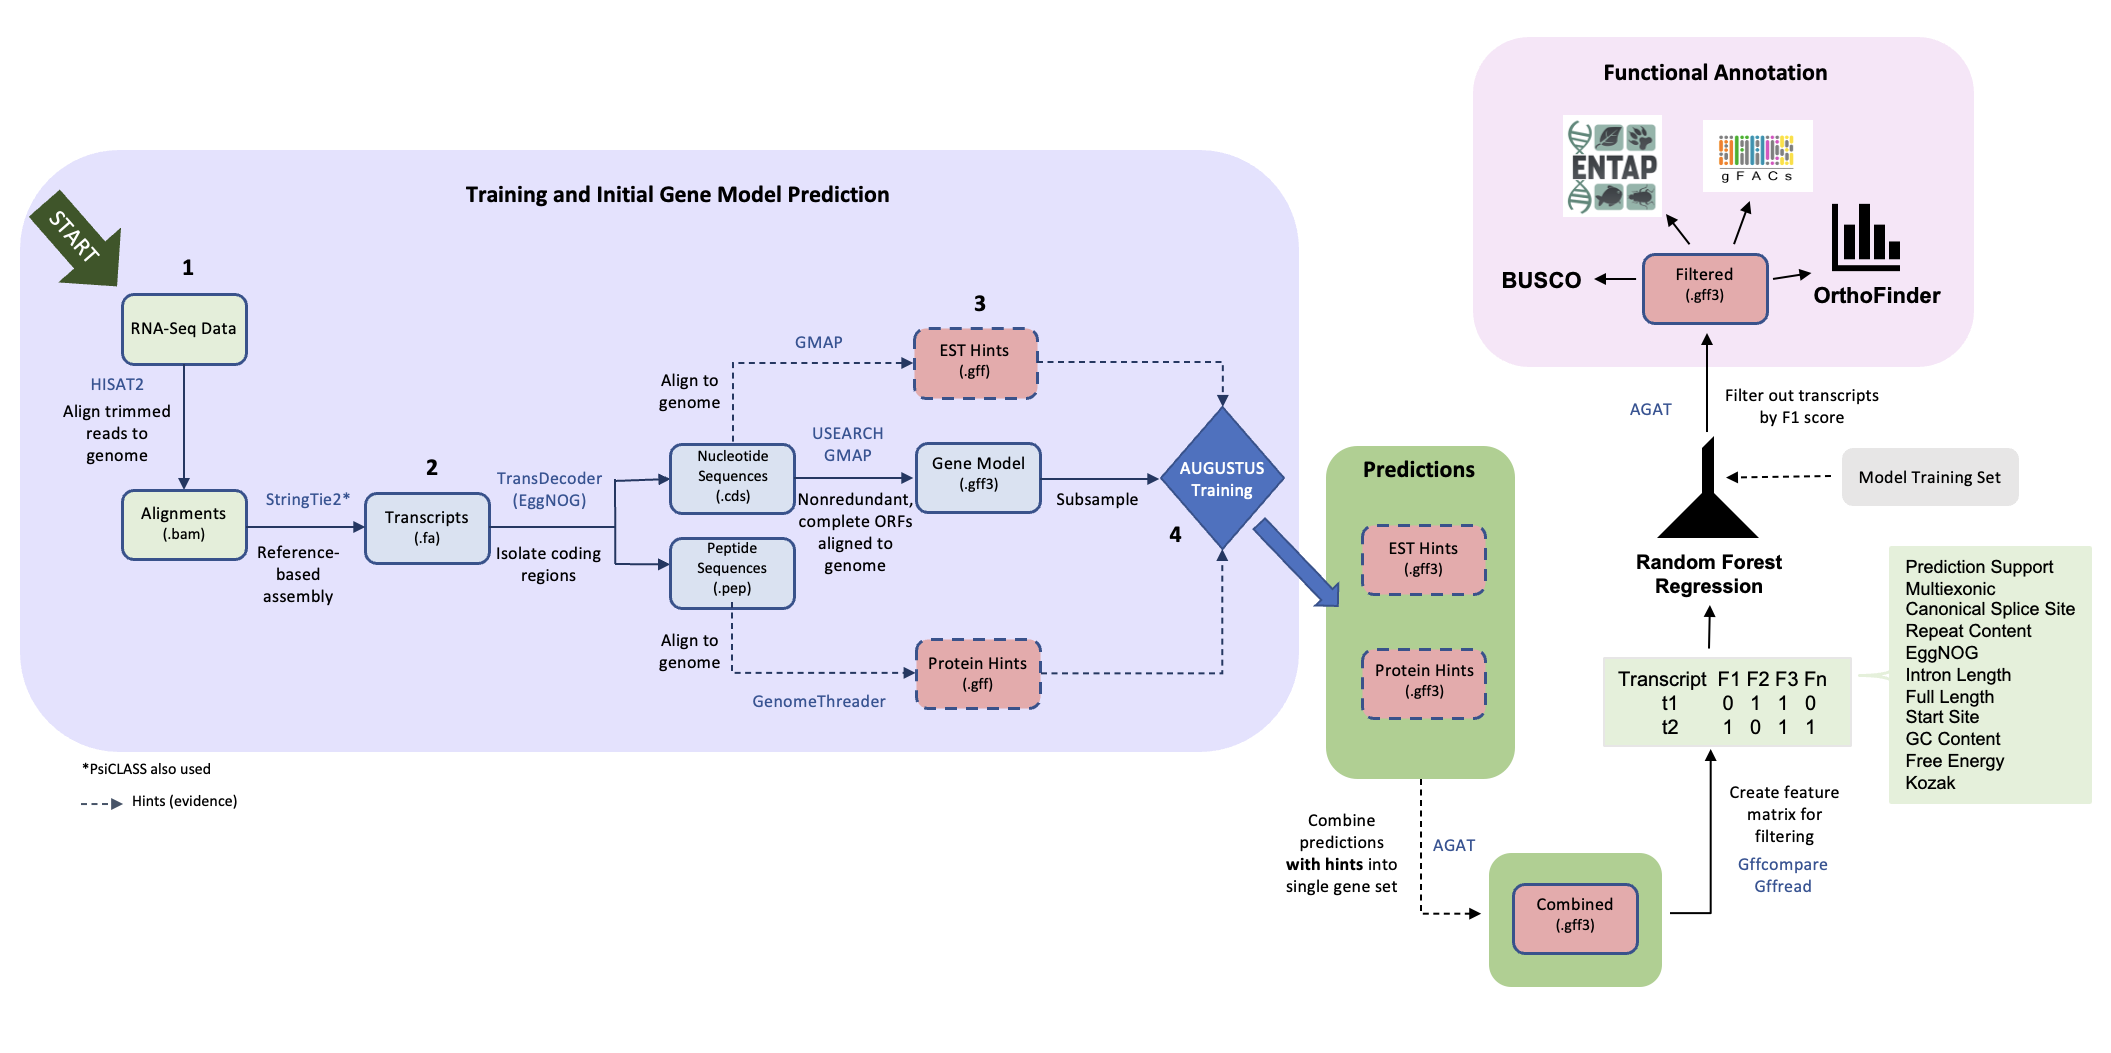 Functional Annotation
ENTAP
gFACs
Filtered
(.gff3)
BUSCO
OrthoFinder
AGAT
Filter out transcripts
by F1 score
Model Training Set
Random Forest
Regression
Training and Initial Gene Model Prediction
START
1
RNA-Seq Data
HISAT2
Align trimmed
reads to
genome
Alignments
(.bam)
StringTie2*
Reference-
based
assembly
2
Transcripts
(.fa)
TransDecoder
(EggNOG)
Isolate coding
regions
Align to
genome
GMAP
3
EST Hints
(.gff)
Nucleotide
Sequences
(.cds)
USEARCH
GMAP
Nonredundant,
complete ORFs
aligned to
genome
Gene Model
(.gff3)
Subsample
AUGUSTUS
Training
4
Peptide
Sequences
(.pep)
Align to
genome
GenomeThreader
Protein Hints
(.gff)
*PsiCLASS also used
Hints (evidence)
Predictions
EST Hints
(.gff3)
Protein Hints
(.gff3)
Combine
predictions
with hints into
single gene set
AGAT
Combined
(.gff3)
Create feature
matrix for
filtering
Gffcompare
Gffread
Transcript F1 F2 F3 Fn
t1 0 1 1 0
t2 1 0 1 1
Prediction Support
Multiexonic
Canonical Splice Site
Repeat Content
EggNOG
Intron Length
Full Length
Start Site
GC Content
Free Energy
Kozak